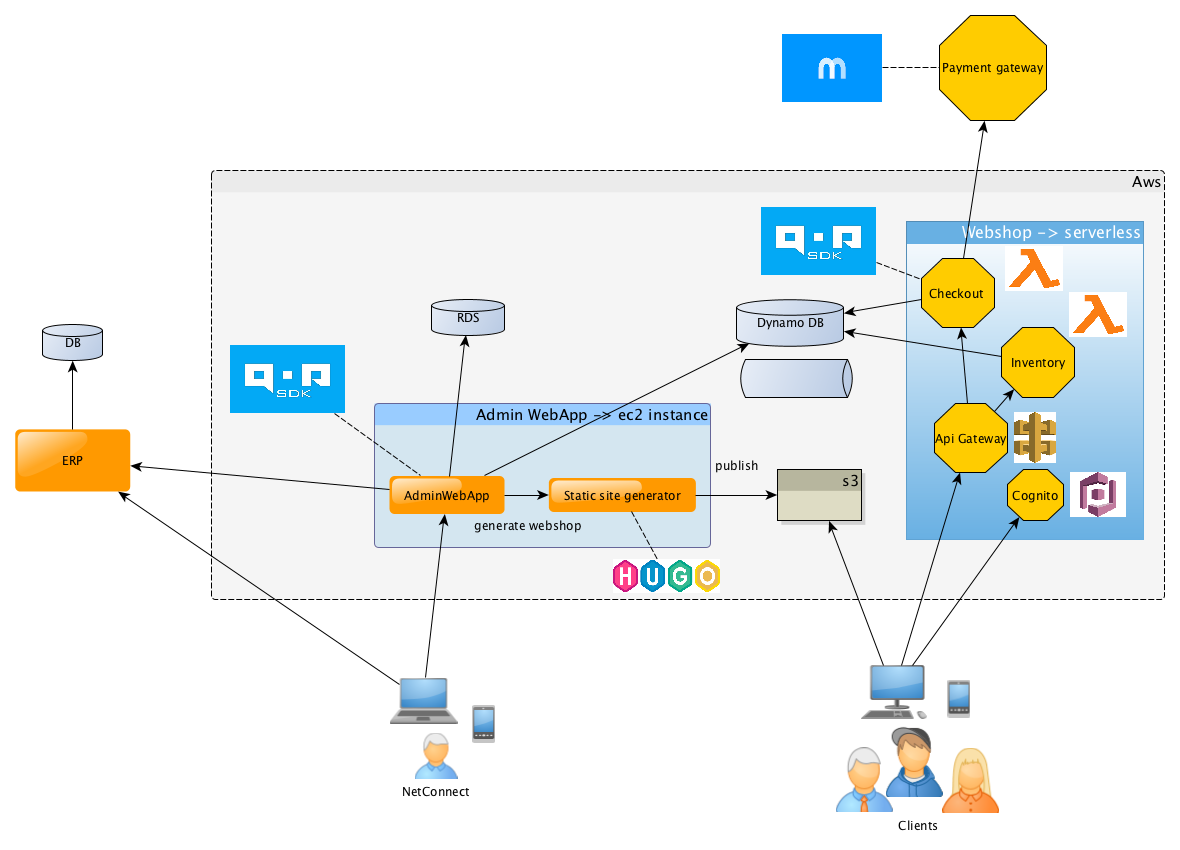 m
Payment gateway
Aws
Webshop -> serverless
q.R
SDK
Checkout
RDS
Dynamo DB
DB
q.R
SDK
Inventory
Admin WebApp -> ec2 instance
Api Gateway
ERP
publish
s3
AdminWebApp
Static site generator
Cognito
generate webshop
HUGO
NetConnect
Clients